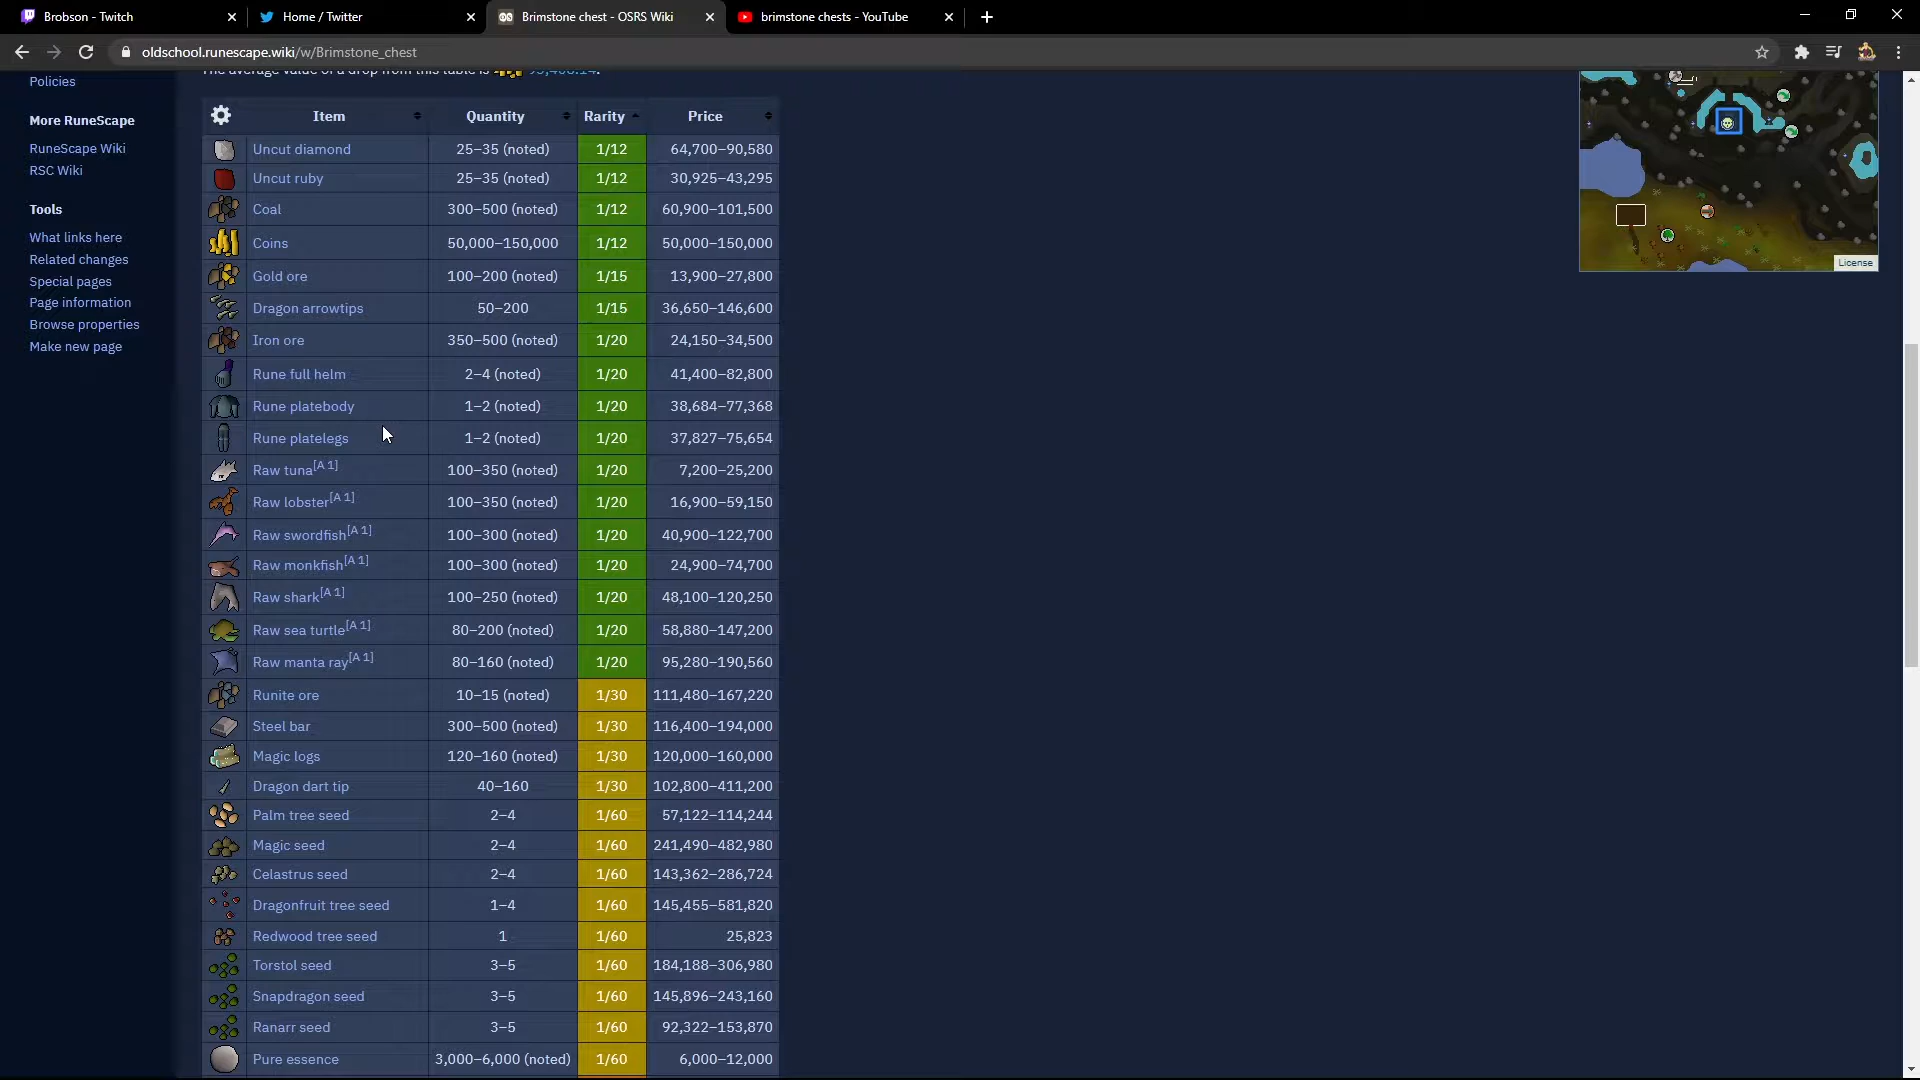 Brobson - Twitch
Home / Twitter
Brimstone chest - OSRS Wiki
brimstone chests - YouTube
oldschool.runescape.wiki/w/Brimstone_chest
Policies
More RuneScape
RuneScape Wiki
RSC Wiki
Tools
What links here
Related changes
Special pages
Page information
Browse properties
Make new page
The average value of a drop from this table is
License
Item Quantity Rarity Price
Uncut diamond 25–35 (noted) 1/12 64,700–90,580
Uncut ruby 25–35 (noted) 1/12 30,925–43,295
Coal 300–500 (noted) 1/12 60,900–101,500
Coins 50,000–150,000 1/12 50,000–150,000
Gold ore 100–200 (noted) 1/15 13,900–27,800
Dragon arrowtips 50–200 1/15 36,650–146,600
Iron ore 350–500 (noted) 1/20 24,150–34,500
Rune full helm 2–4 (noted) 1/20 41,400–82,800
Rune platebody 1–2 (noted) 1/20 38,684–77,368
Rune platelegs 1–2 (noted) 1/20 37,827–75,654
Raw tuna[A 1] 100–350 (noted) 1/20 7,200–25,200
Raw lobster[A 1] 100–350 (noted) 1/20 16,900–59,150
Raw swordfish[A 1] 100–300 (noted) 1/20 40,900–122,700
Raw monkfish[A 1] 100–300 (noted) 1/20 24,900–74,700
Raw shark[A 1] 100–250 (noted) 1/20 48,100–120,250
Raw sea turtle[A 1] 80–200 (noted) 1/20 58,880–147,200
Raw manta ray[A 1] 80–160 (noted) 1/20 95,280–190,560
Runite ore 10–15 (noted) 1/30 111,480–167,220
Steel bar 300–500 (noted) 1/30 116,400–194,000
Magic logs 120–160 (noted) 1/30 120,000–160,000
Dragon dart tip 40–160 1/30 102,800–411,200
Palm tree seed 2–4 1/60 57,122–114,244
Magic seed 2–4 1/60 241,490–482,980
Celastrus seed 2–4 1/60 143,362–286,724
Dragonfruit tree seed 1–4 1/60 145,455–581,820
Redwood tree seed 1 1/60 25,823
Torstol seed 3–5 1/60 184,188–306,980
Snapdragon seed 3–5 1/60 145,896–243,160
Ranarr seed 3–5 1/60 92,322–153,870
Pure essence 3,000–6,000 (noted) 1/60 6,000–12,000